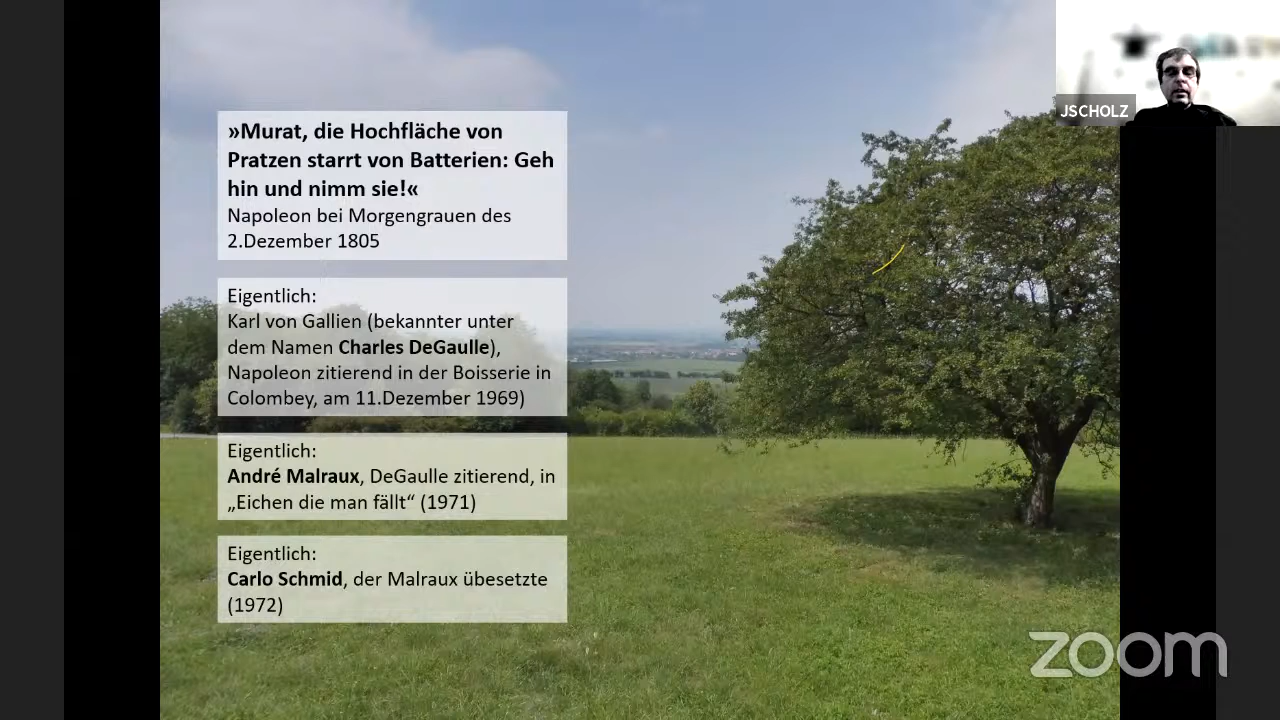 JSCHOLZ
»Murat, die Hochfläche von
Pratzen starrt von Batterien: Geh
hin und nimm sie!«
Napoleon bei Morgengrauen des
2.Dezember 1805
Eigentlich:
Karl von Gallien (bekannter unter
dem Namen Charles DeGaulle),
Napoleon zitierend in der Boisserie in
Colombey, am 11.Dezember 1969)
Eigentlich:
André Malraux, DeGaulle zitierend, in
„Eichen die man fällt“ (1971)
Eigentlich:
Carlo Schmid, der Malraux übesetzte
(1972)
zoom